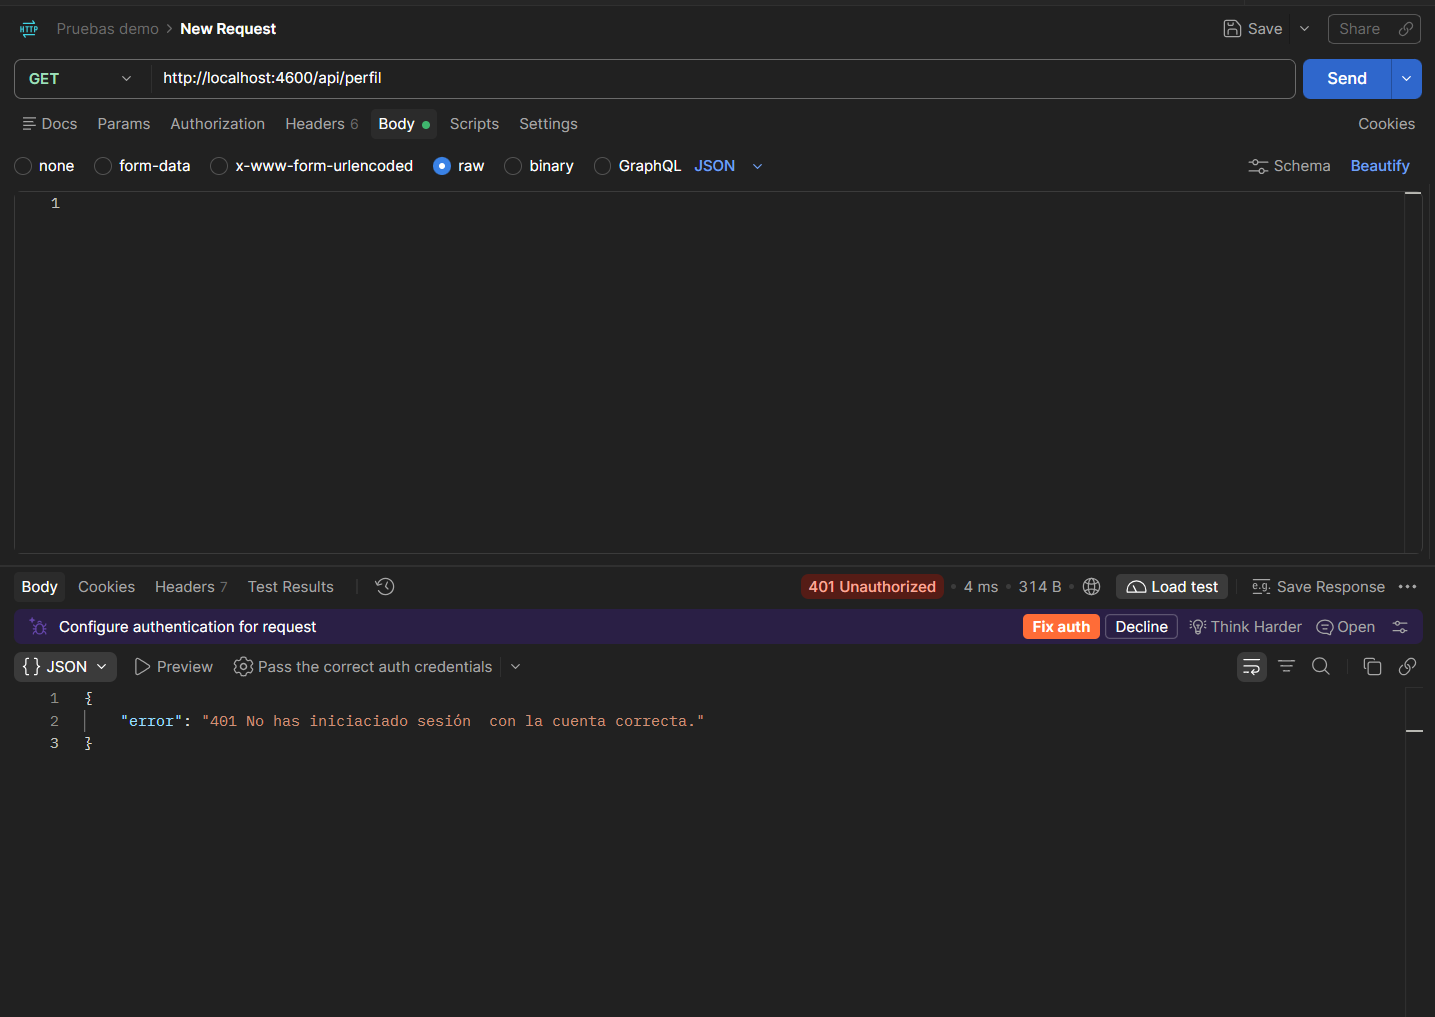 HTTP Pruebas demo > New Request Save Share
GET http://localhost:4600/api/perfil Send
Docs Params Authorization Headers 6 Body Scripts Settings Cookies
none form-data x-www-form-urlencoded raw binary GraphQL JSON Schema Beautify
1
Body Cookies Headers 7 Test Results 401 Unauthorized • 4 ms • 314 B • Load test e.g. Save Response
Configure authentication for request Fix auth Decline Think Harder Open
{} JSON Preview Pass the correct auth credentials
1 {
2 "error": "401 No has iniciaciado sesión  con la cuenta correcta."
3 }